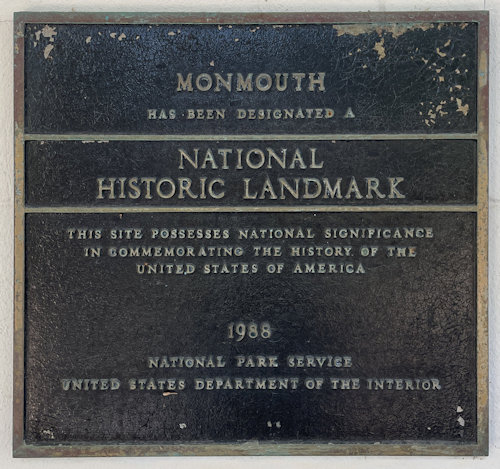 MONMOUTH
HAS BEEN DESIGNATED A
NATIONAL
HISTORIC LANDMARK
THIS SITE POSSESSES NATIONAL SIGNIFICANCE
IN COMMEMORATING THE HISTORY OF THE
UNITED STATES OF AMERICA
1988
NATIONAL PARK SERVICE
UNITED STATES DEPARTMENT OF THE INTERIOR